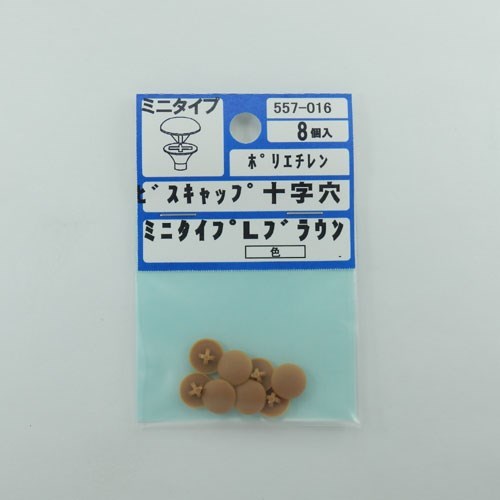 ミニタイプ
557-016
8個入
ポリエチレン
ビスキャップ十字穴
ミニタイプLブラウン
色